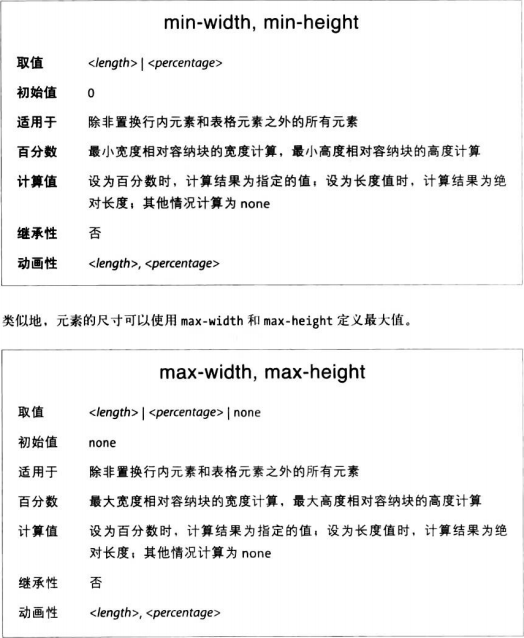 min-width, min-height
取值 <length> | <percentage>
初始值 0
适用于 除非置换行内元素和表格元素之外的所有元素
百分数 最小宽度相对容纳块的宽度计算，最小高度相对容纳块的高度计算
计算值 设为百分数时，计算结果为指定的值；设为长度值时，计算结果为绝
对长度；其他情况计算为 none
继承性 否
动画性 <length>, <percentage>
类似地，元素的尺寸可以使用 max-width 和 max-height 定义最大值。
max-width, max-height
取值 <length> | <percentage> | none
初始值 none
适用于 除非置换行内元素和表格元素之外的所有元素
百分数 最大宽度相对容纳块的宽度计算，最大高度相对容纳块的高度计算
计算值 设为百分数时，计算结果为指定的值；设为长度值时，计算结果为绝
对长度；其他情况计算为 none
继承性 否
动画性 <length>, <percentage>